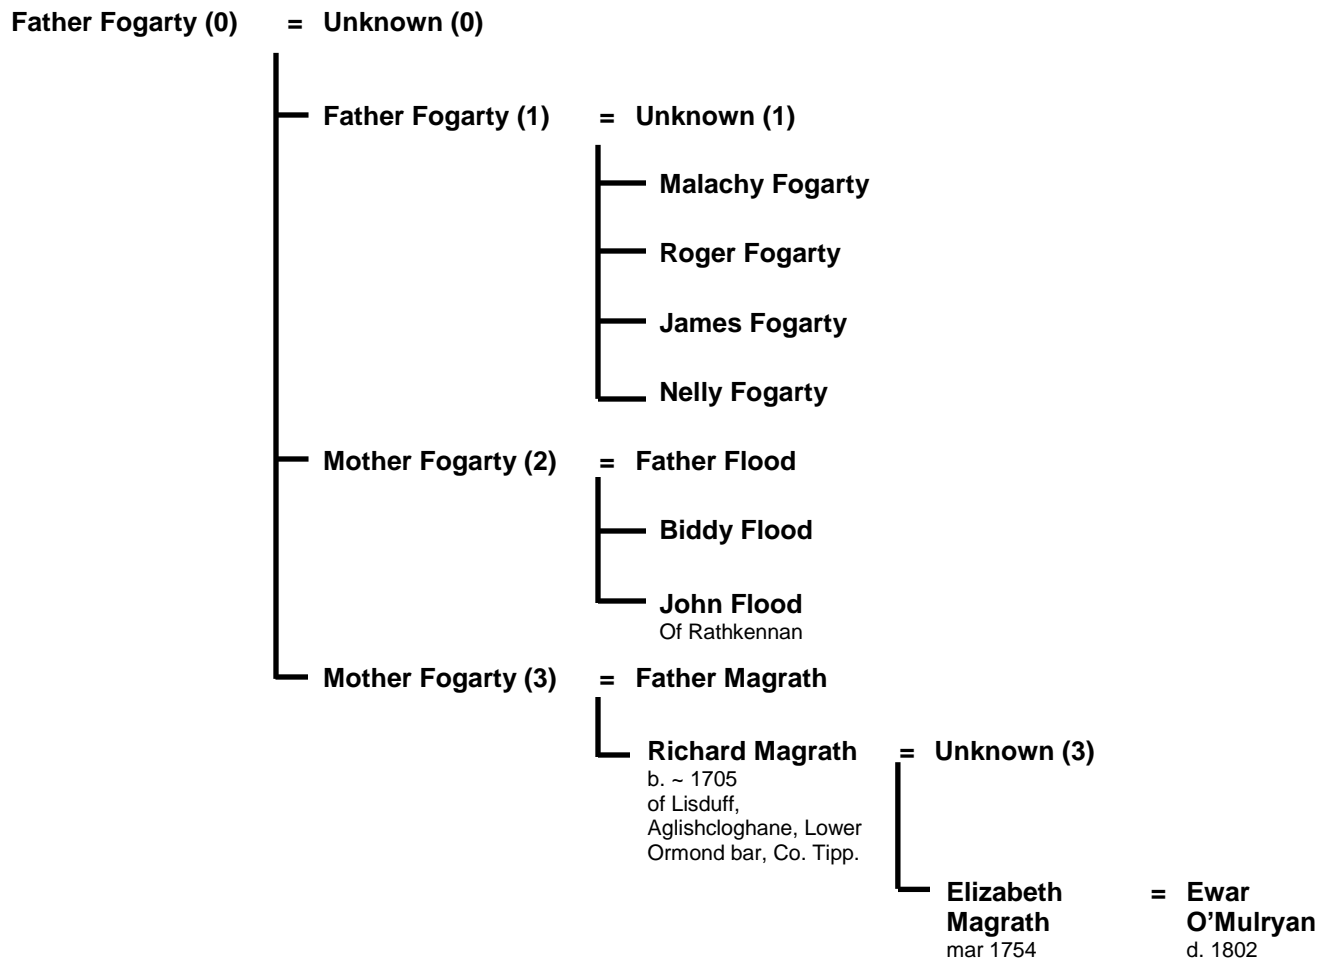 Father Fogarty (0) = Unknown (0)
Father Fogarty (1) = Unknown (1)
Malachy Fogarty
Roger Fogarty
James Fogarty
Nelly Fogarty
Mother Fogarty (2) = Father Flood
Biddy Flood
John Flood
Of Rathkennan
Mother Fogarty (3) = Father Magrath
Richard Magrath = Unknown (3)
b. ~ 1705
of Lisduff,
Aglishcloghane, Lower
Ormond bar, Co. Tipp.
Elizabeth = Ewar
Magrath O'Mulryan
mar 1754 d. 1802